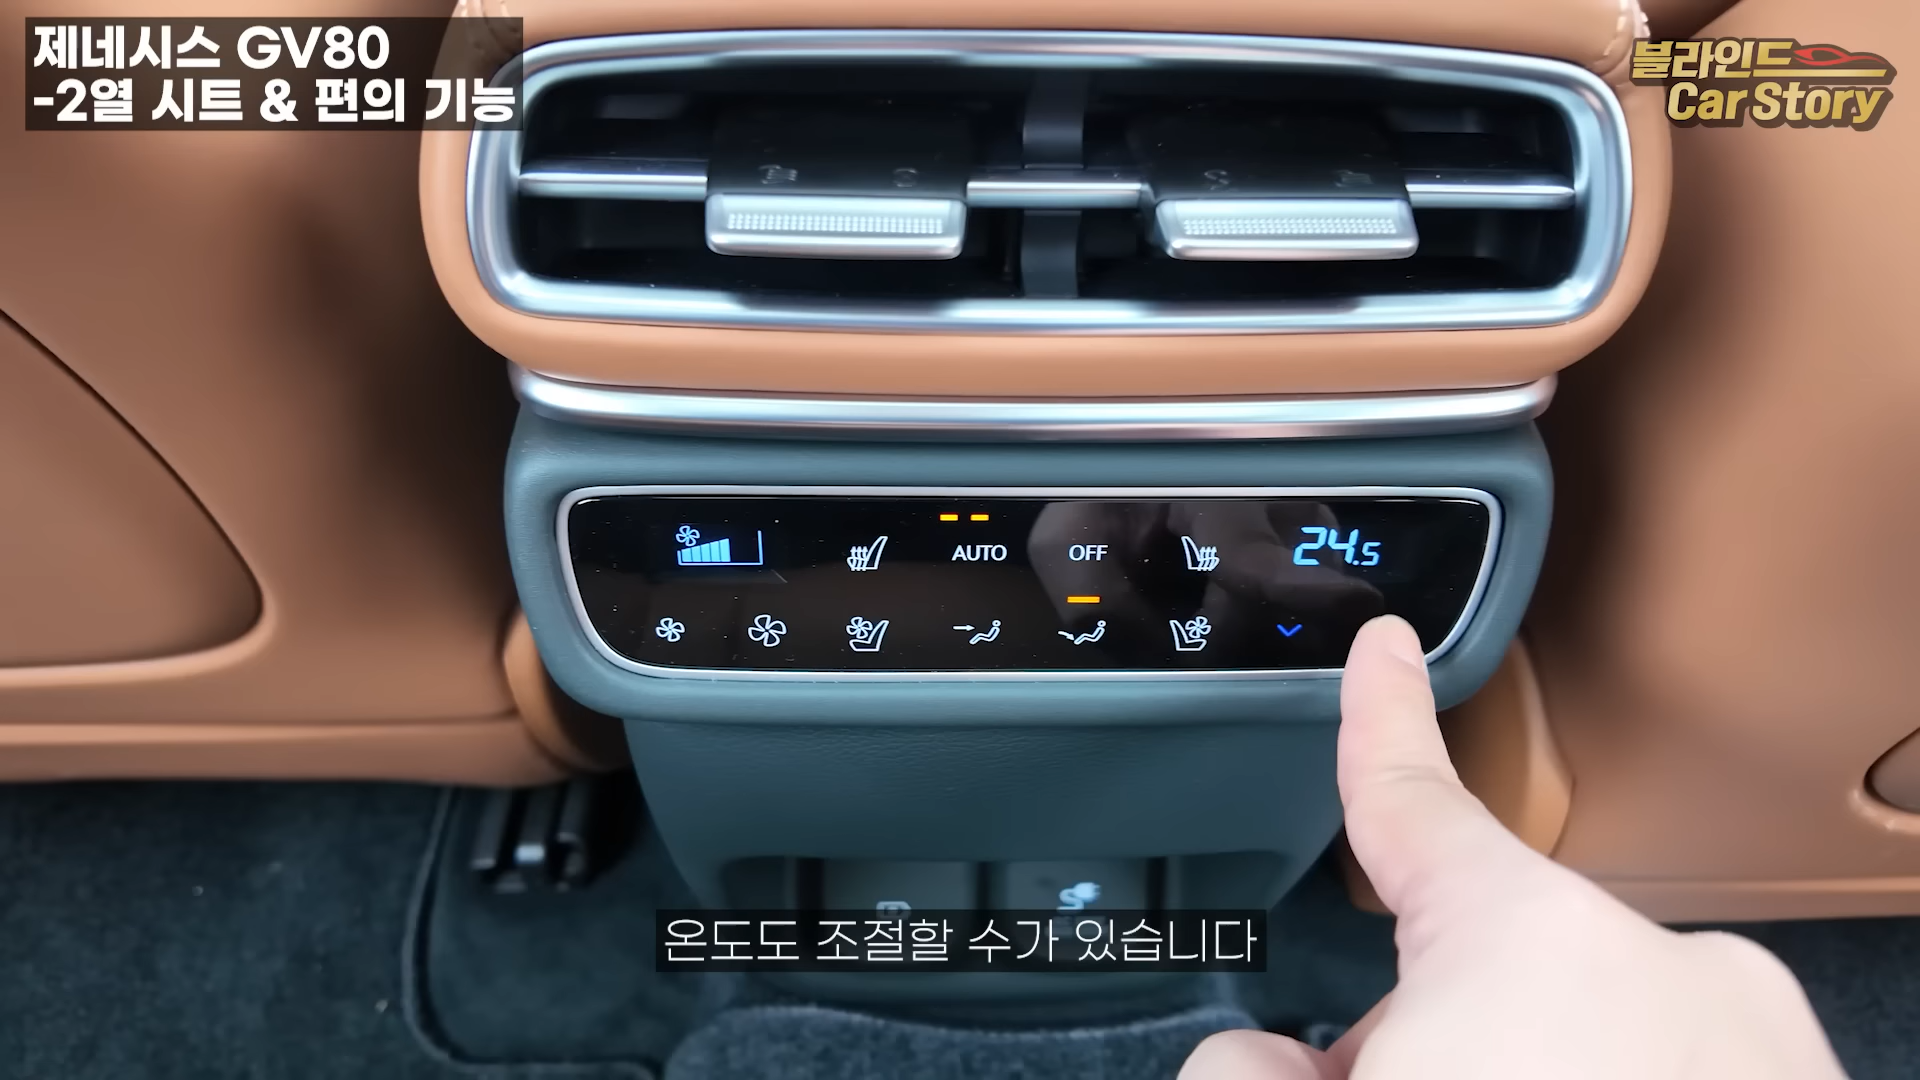 제네시스 GV80
-2열 시트 & 편의 기능
블라인드
Car Story
AUTO
OFF
24.5
온도도 조절할 수가 있습니다